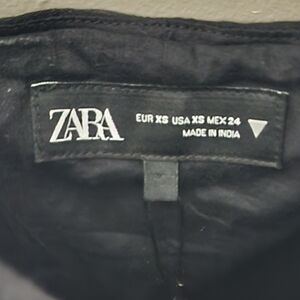 ZARA
EUR XS USA XS MEX 24
MADE IN INDIA